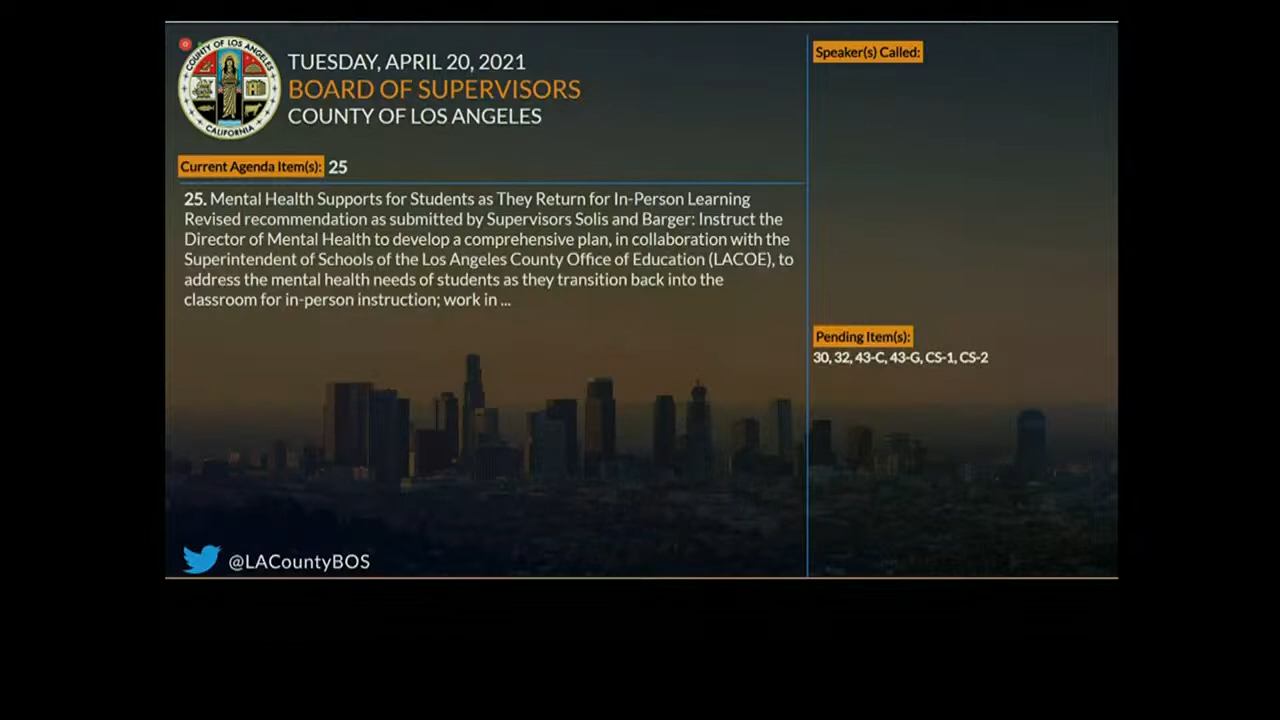 COUNTY OF LOS ANGELES
CALIFORNIA
TUESDAY, APRIL 20, 2021
BOARD OF SUPERVISORS
COUNTY OF LOS ANGELES
Current Agenda Item(s): 25
25. Mental Health Supports for Students as They Return for In-Person Learning
Revised recommendation as submitted by Supervisors Solis and Barger: Instruct the
Director of Mental Health to develop a comprehensive plan, in collaboration with the
Superintendent of Schools of the Los Angeles County Office of Education (LACOE), to
address the mental health needs of students as they transition back into the
classroom for in-person instruction; work in ...
@LACountyBOS
Speaker(s) Called:
Pending Item(s):
30, 32, 43-C, 43-G, CS-1, CS-2